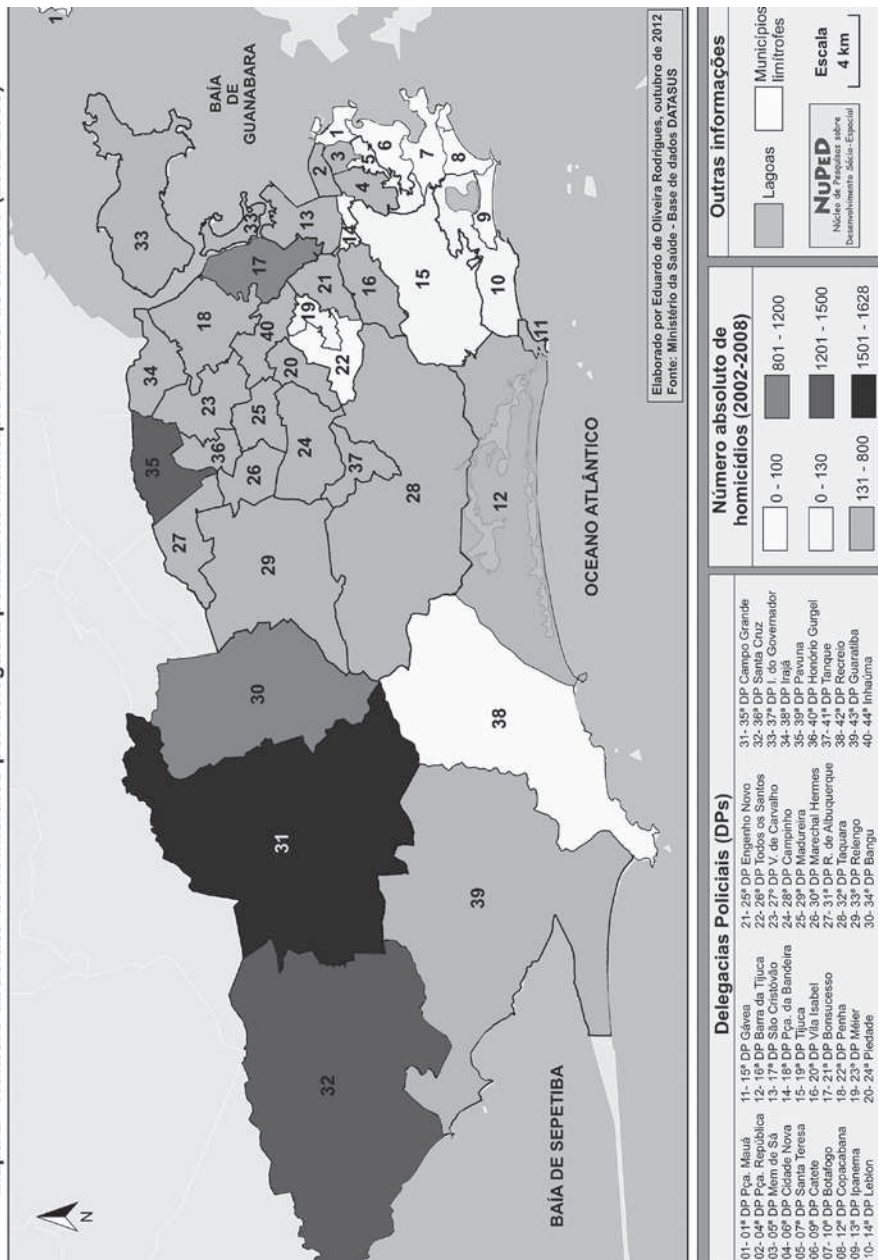 N
BAÍA DE SEPETIBA
OCEANO ATLÂNTICO
BAÍA
DE
GUANABARA
1
1
2
3
4
5
6
7
8
9
10
11
12
13
14
15
16
17
18
19
20
21
22
23
24
25
26
27
28
29
30
31
32
33
33
34
35
36
37
38
39
40
Elaborado por Eduardo de Oliveira Rodrigues, outubro de 2012
Fonte: Ministério da Saúde - Base de dados DATASUS
Delegacias Policiais (DPs)
01- 01ª DP Pça. Mauá
02- 04ª DP Pça. República
03- 05ª DP Mem de Sá
04- 06ª DP Cidade Nova
05- 07ª DP Santa Teresa
06- 09ª DP Catete
07- 10ª DP Botafogo
08- 12ª DP Copacabana
09- 13ª DP Ipanema
10- 14ª DP Leblon
11- 15ª DP Gávea
12- 16ª DP Barra da Tijuca
13- 17ª DP São Cristóvão
14- 18ª DP Pça. da Bandeira
15- 19ª DP Tijuca
16- 20ª DP Vila Isabel
17- 21ª DP Bonsucesso
18- 22ª DP Penha
19- 23ª DP Méier
20- 24ª Piedade
21- 25ª DP Engenho Novo
22- 26ª DP Todos os Santos
23- 27ª DP V. de Carvalho
24- 28ª DP Campinho
25- 29ª DP Madureira
26- 30ª DP Marechal Hermes
27- 31ª DP R. de Albuquerque
28- 32ª DP Taquara
29- 33ª DP Relengo
30- 34ª DP Bangu
31- 35ª DP Campo Grande
32- 36ª DP Santa Cruz
33- 37ª DP I. do Governador
34- 38ª DP Irajá
35- 39ª DP Pavuna
36- 40ª DP Honório Gurgel
37- 41ª DP Tanque
38- 42ª DP Recreio
39- 43ª DP Guaratiba
40- 44ª Inhaúma
Número absoluto de
homicídios (2002-2008)
0 - 100
0 - 130
131 - 800
801 - 1200
1201 - 1500
1501 - 1628
Outras informações
Lagoas
Municípios
limítrofes
NuPeD
Núcleo de Pesquisas sobre
Desenvolvimento Sócio-Espacial
Escala
4 km